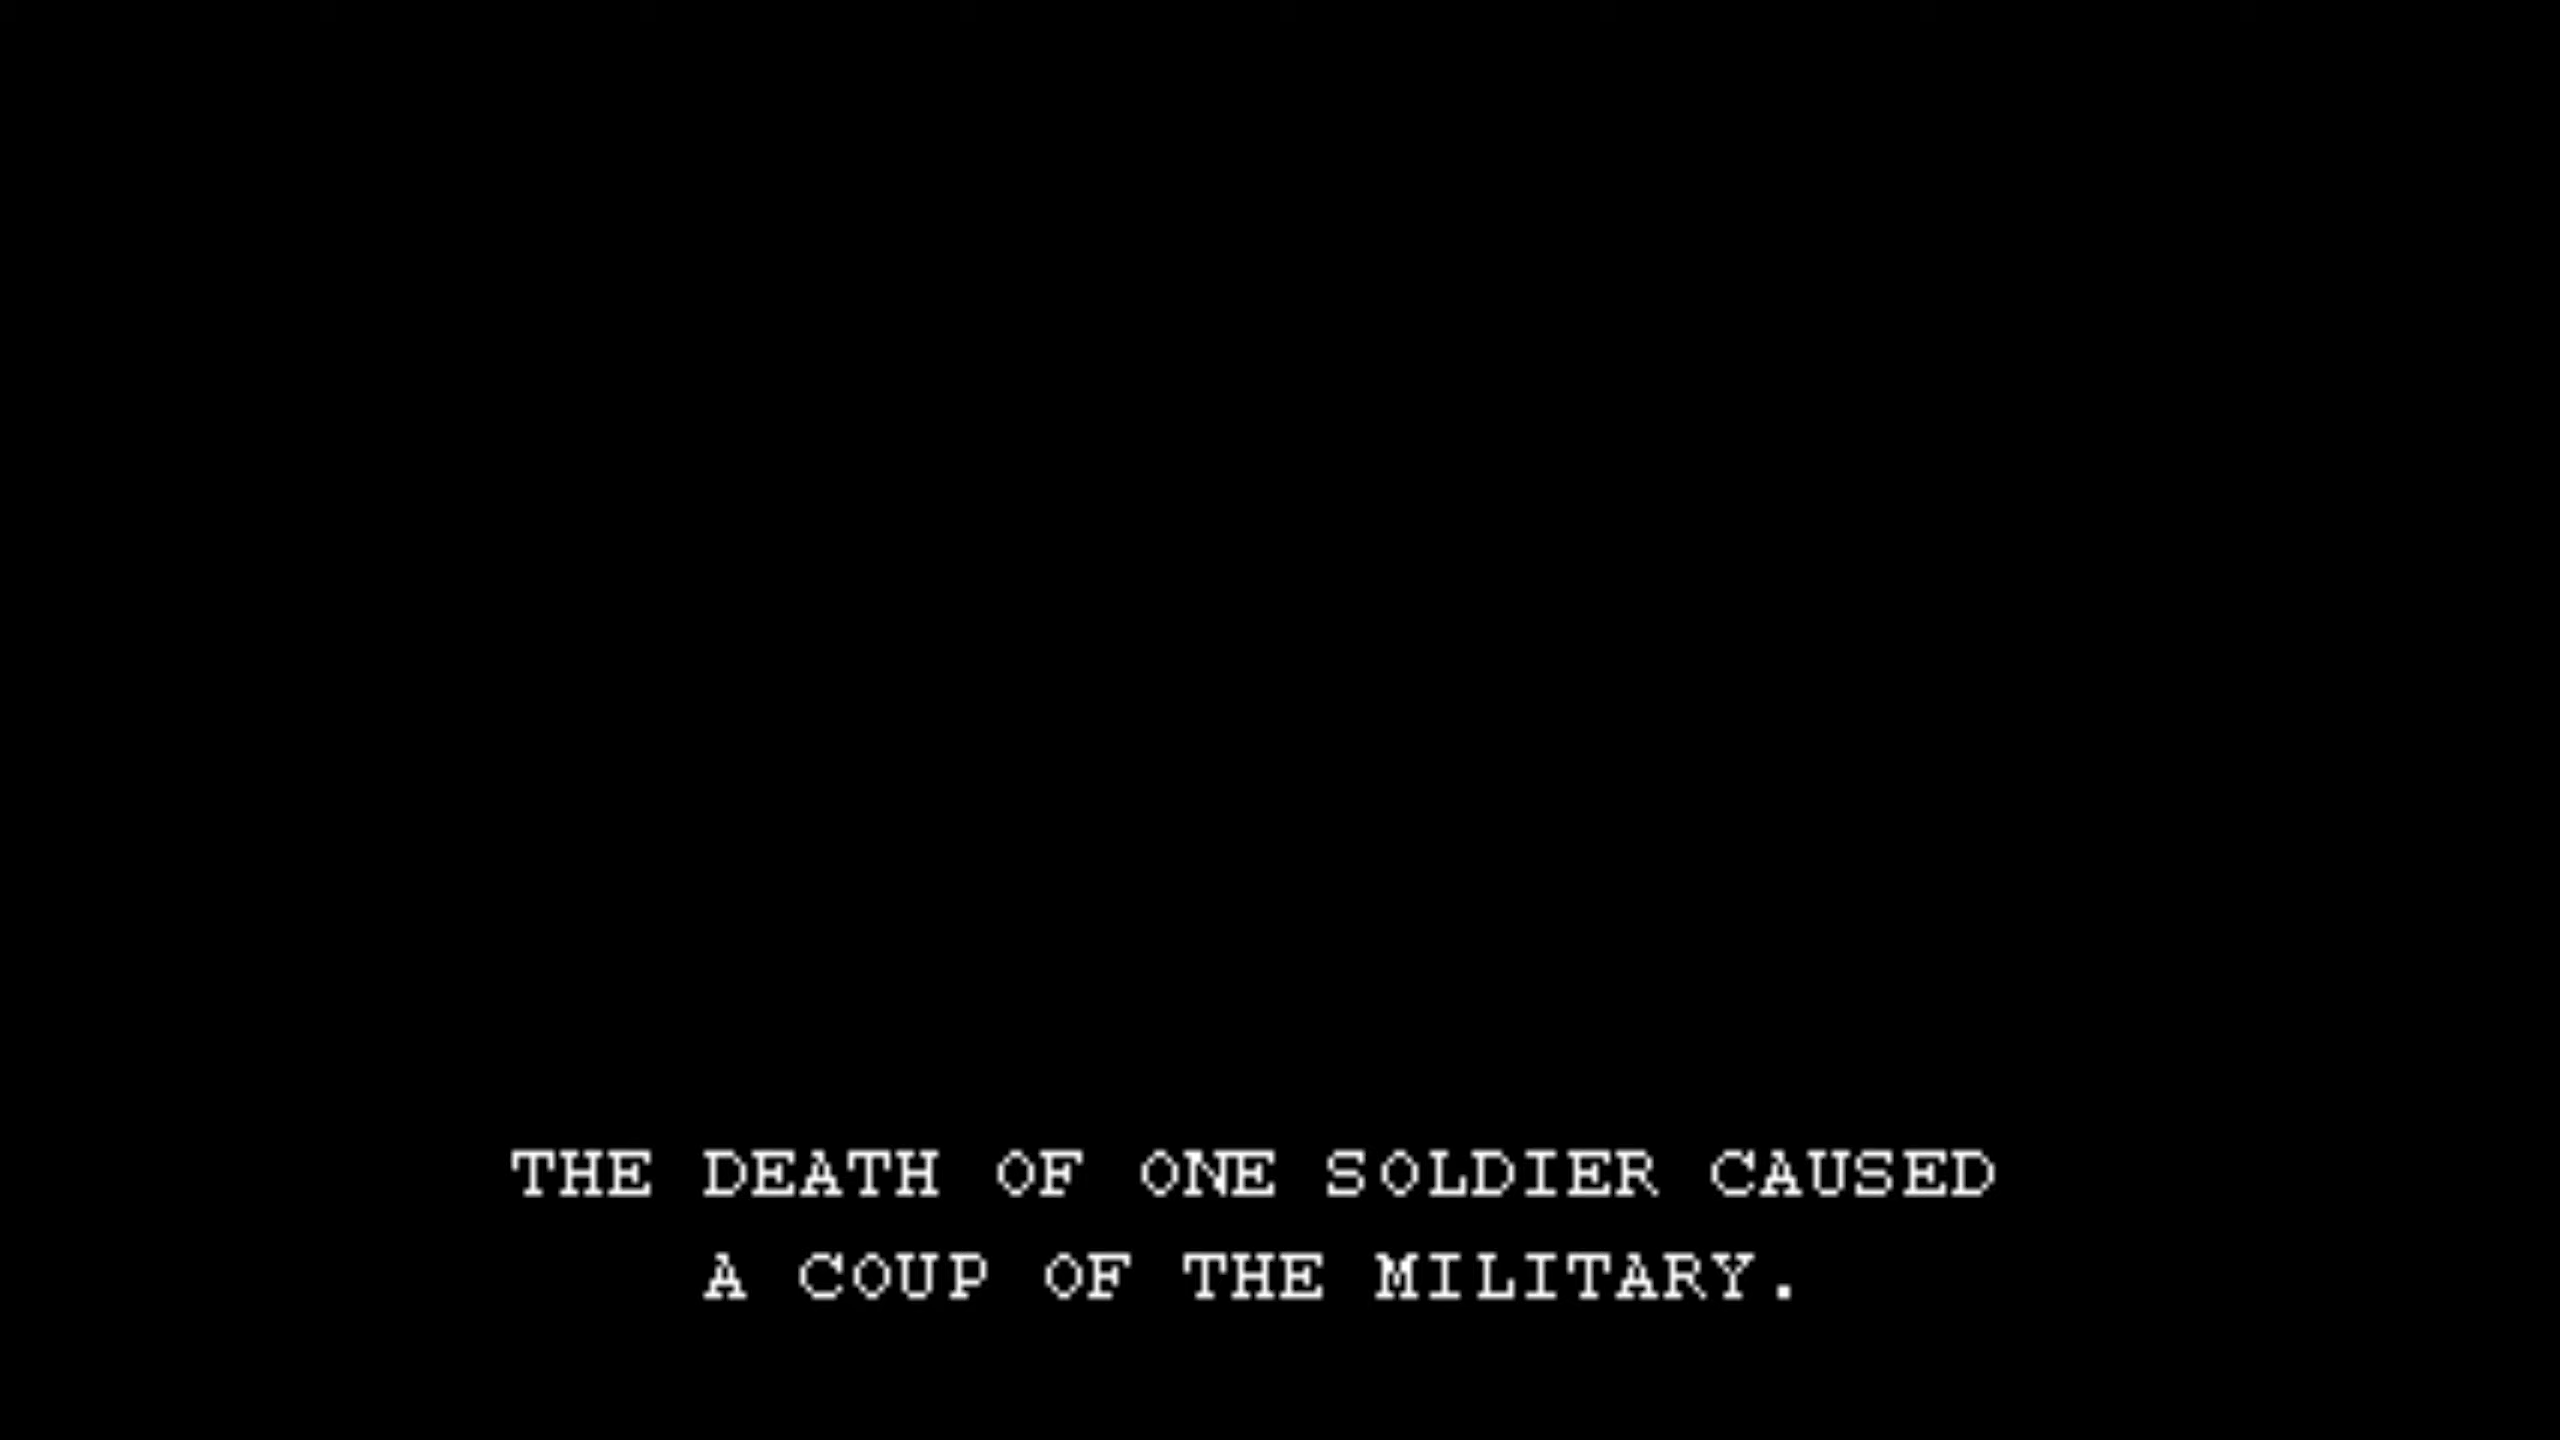 THE DEATH OF ONE SOLDIER CAUSED
A COUP OF THE MILITARY.